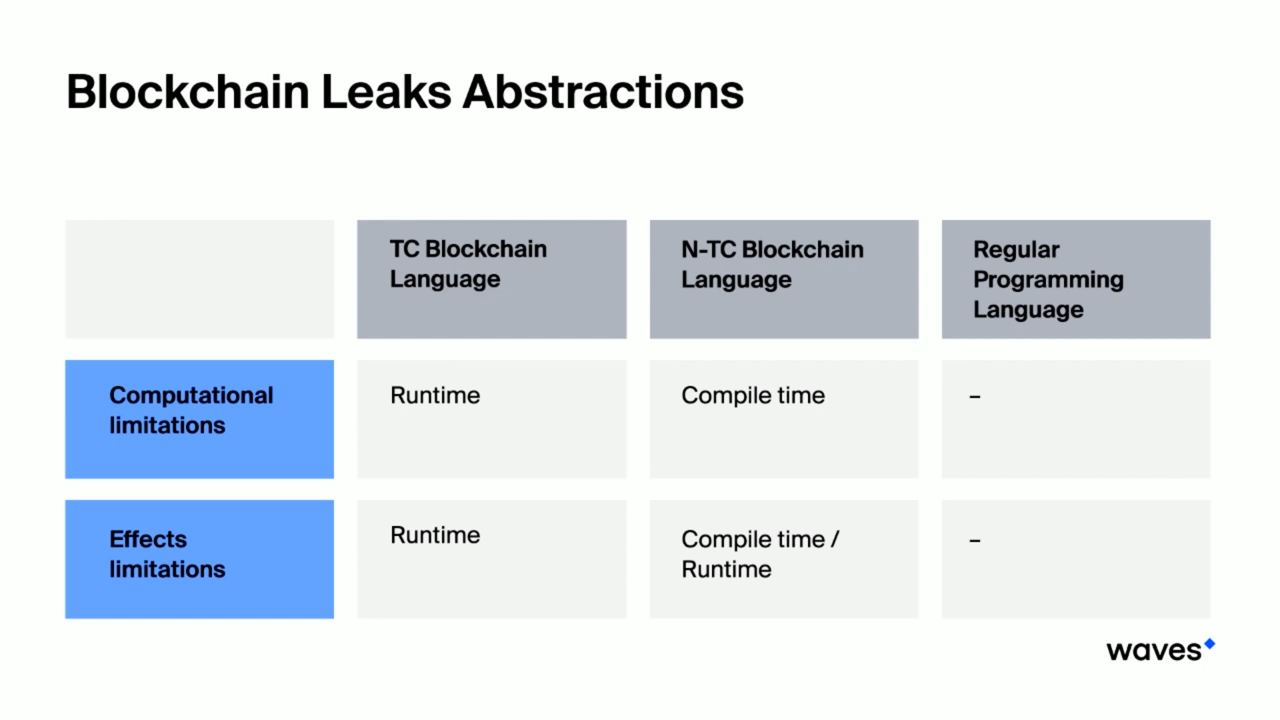 Blockchain Leaks Abstractions
TC Blockchain
Language
N-TC Blockchain
Language
Regular
Programming
Language
Computational
limitations
Runtime
Compile time
–
Effects
limitations
Runtime
Compile time /
Runtime
–
waves